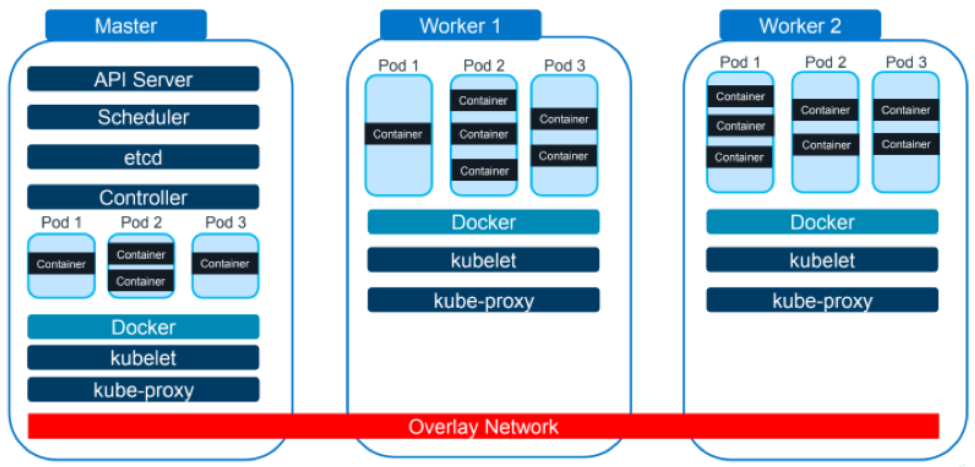 Master
API Server
Scheduler
etcd
Controller
Pod 1 Pod 2 Pod 3
Container
Container
Container
Container
Docker
kubelet
kube-proxy
Worker 1
Pod 1 Pod 2 Pod 3
Container
Container
Container
Container
Container
Container
Docker
kubelet
kube-proxy
Worker 2
Pod 1 Pod 2 Pod 3
Container
Container
Container
Container
Container
Container
Container
Docker
kubelet
kube-proxy
Overlay Network